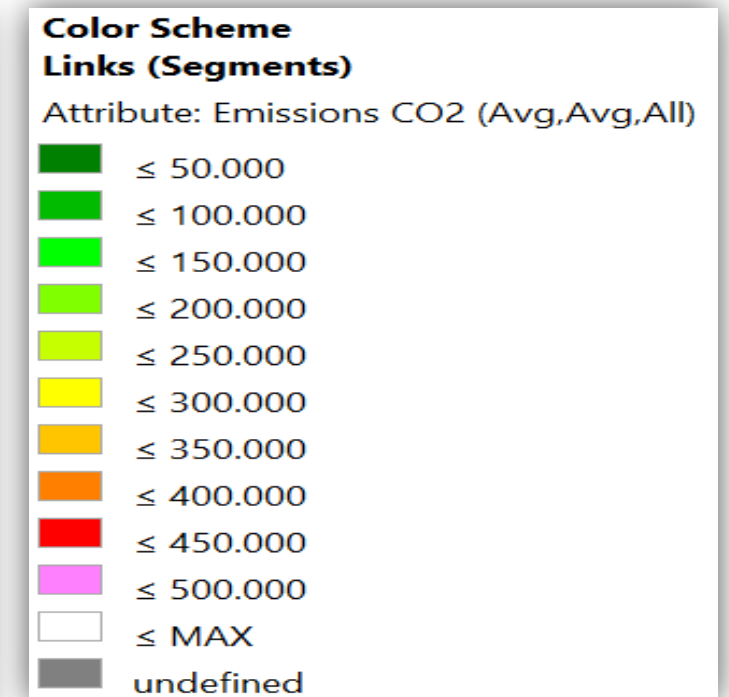 Color Scheme
Links (Segments)
Attribute: Emissions CO2 (Avg,Avg,All)
≤ 50.000
≤ 100.000
≤ 150.000
≤ 200.000
≤ 250.000
≤ 300.000
≤ 350.000
≤ 400.000
≤ 450.000
≤ 500.000
≤ MAX
undefined